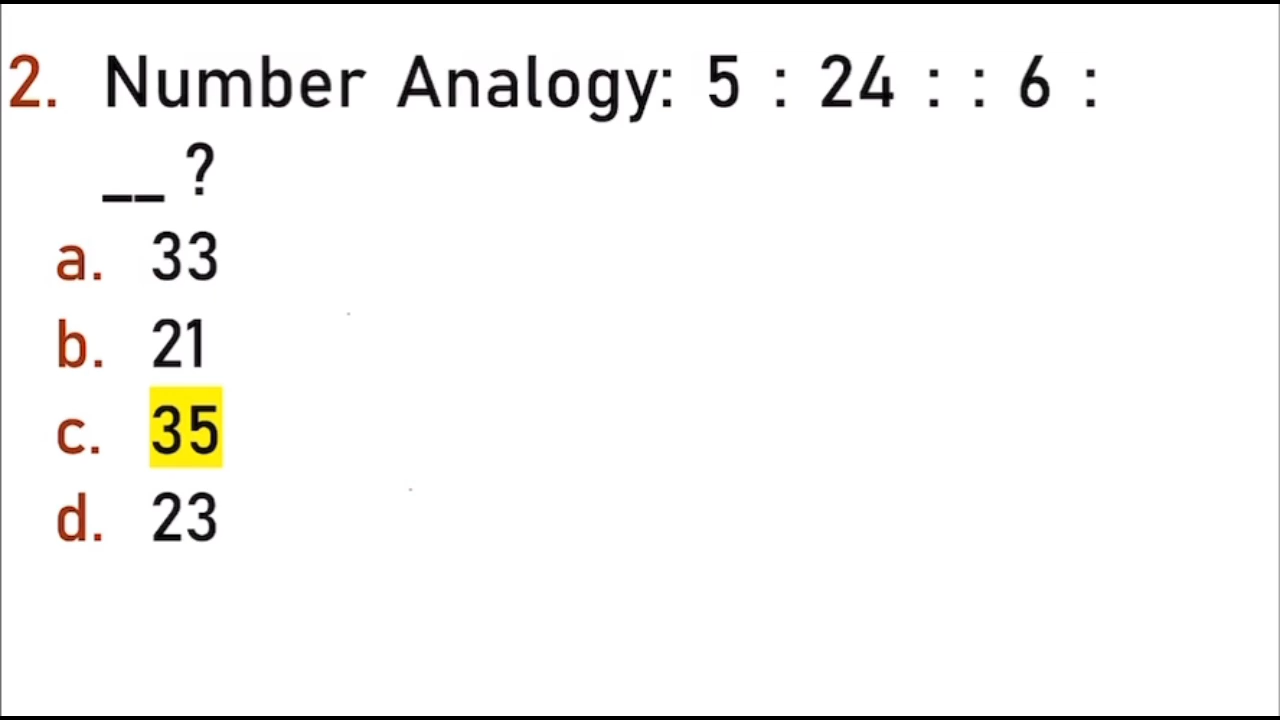 2. Number Analogy: 5 : 24 : : 6 :
__ ?
a. 33
b. 21
c. 35
d. 23